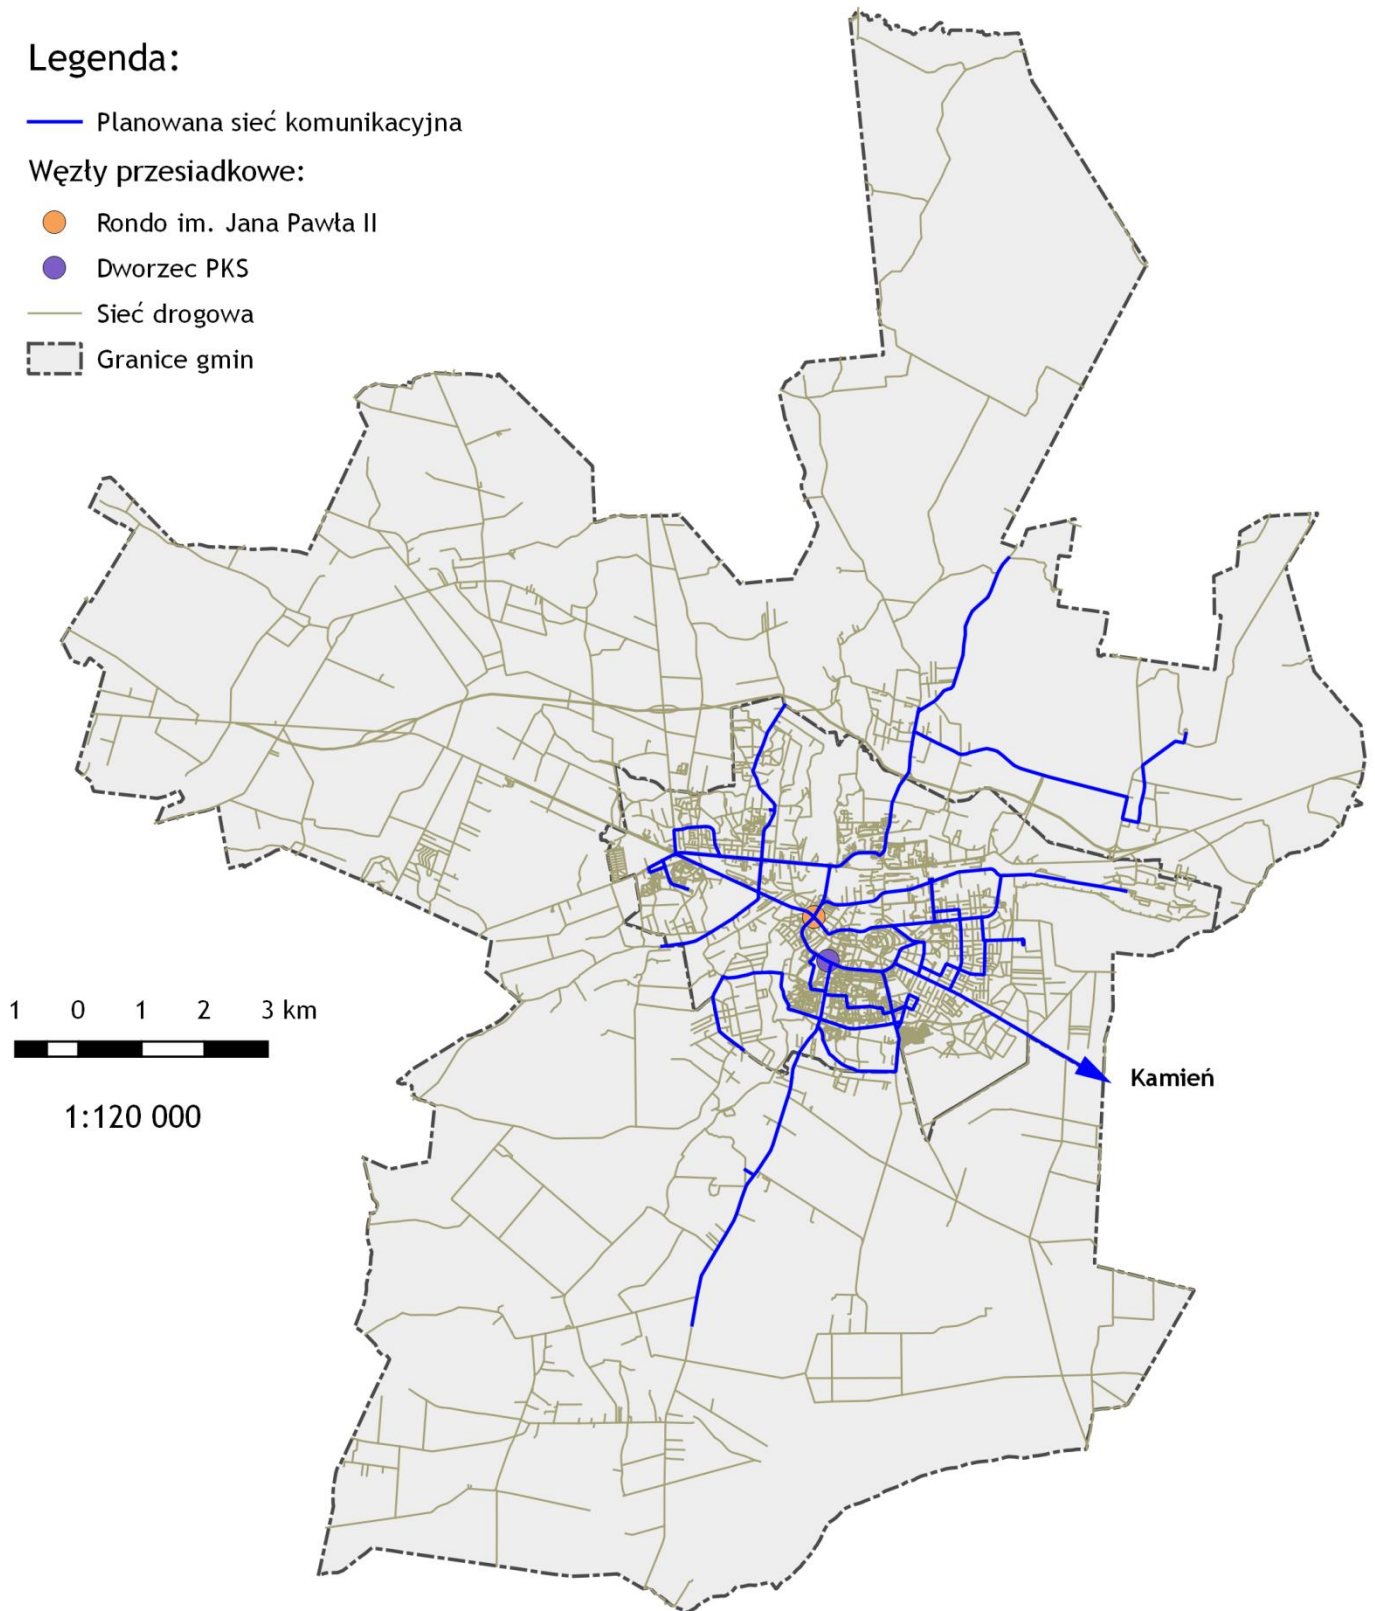 Legenda:
Planowana sieć komunikacyjna
Węzły przesiadkowe:
Rondo im. Jana Pawła II
Dworzec PKS
Sieć drogowa
Granice gmin
1 0 1 2 3 km
1:120 000
Kamień